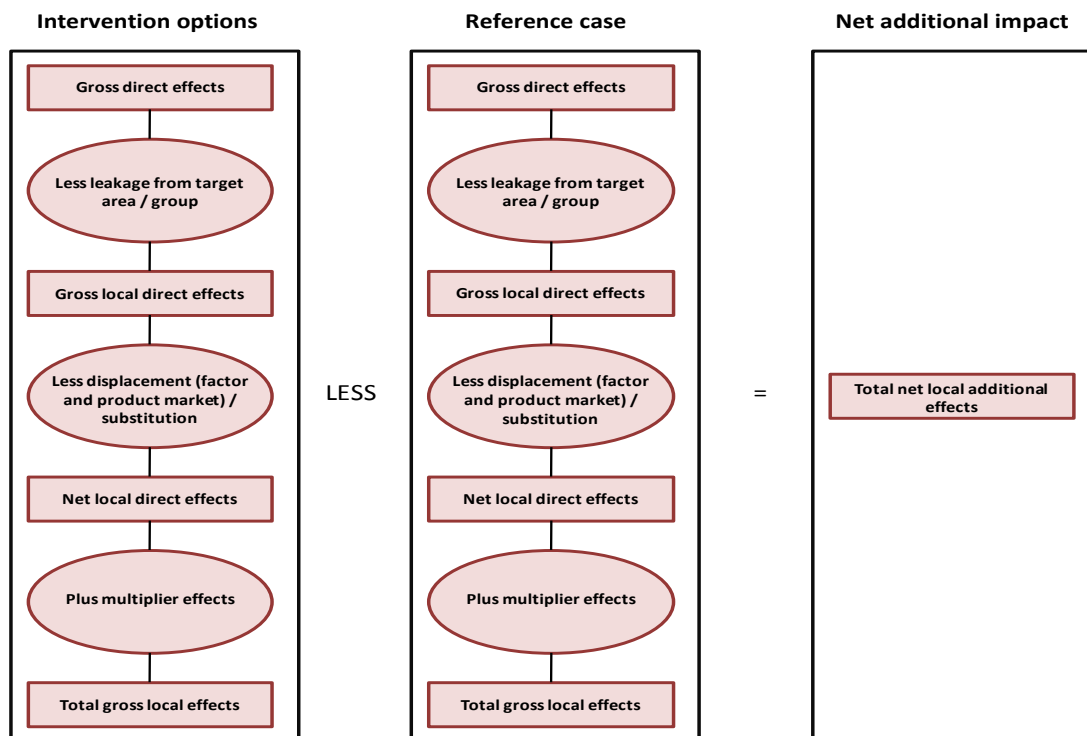 Intervention options
Gross direct effects
Less leakage from target
area / group
Gross local direct effects
Less displacement (factor
and product market) /
substitution
Net local direct effects
Plus multiplier effects
Total gross local effects
LESS
Reference case
Gross direct effects
Less leakage from target
area / group
Gross local direct effects
Less displacement (factor
and product market) /
substitution
Net local direct effects
Plus multiplier effects
Total gross local effects
=
Net additional impact
Total net local additional
effects